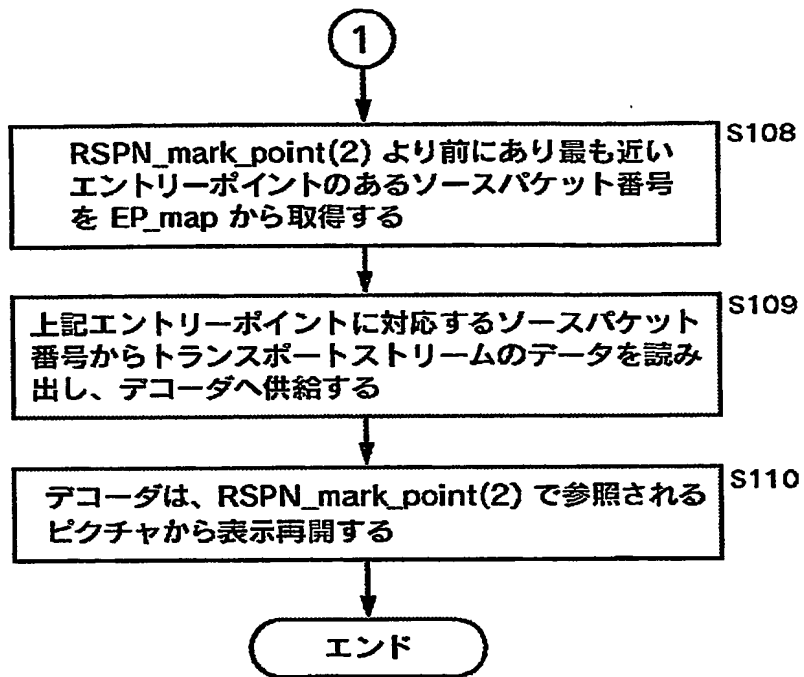 1
S108
RSPN_mark_point(2) より前にあり最も近い
エントリーポイントのあるソースパケット番号
を EP_map から取得する
S109
上記エントリーポイントに対応するソースパケット
番号からトランスポートストリームのデータを読み
出し、デコーダへ供給する
S110
デコーダは、RSPN_mark_point(2) で参照される
ピクチャから表示再開する
エンド